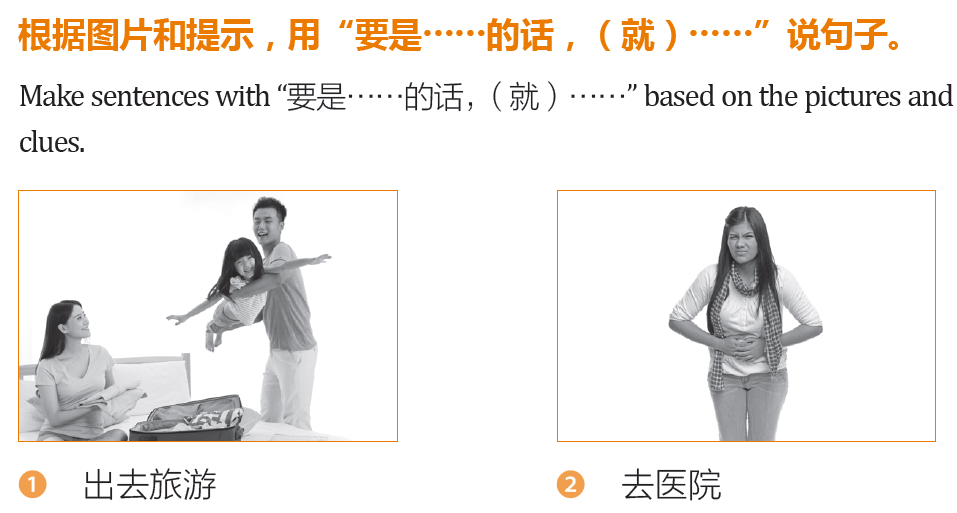 根据图片和提示，用“要是……的话，（就）……”说句子。
Make sentences with “要是……的话，（就）……” based on the pictures and
clues.
1 出去旅游
2 去医院